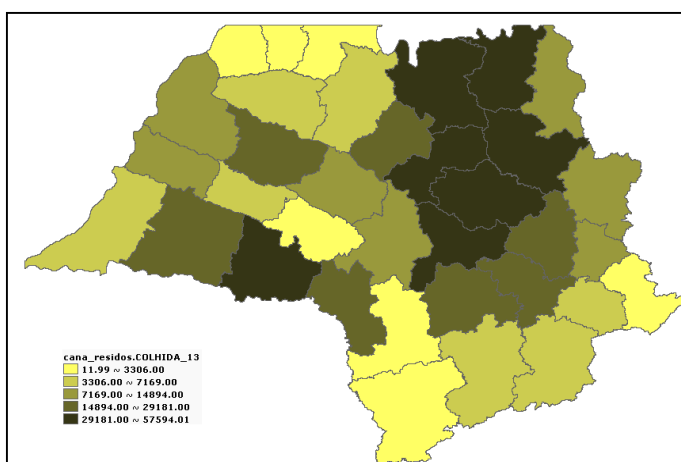 cana_residos.COLHIDA_13
11.99 ~ 3306.00
3306.00 ~ 7169.00
7169.00 ~ 14894.00
14894.00 ~ 29181.00
29181.00 ~ 57594.01